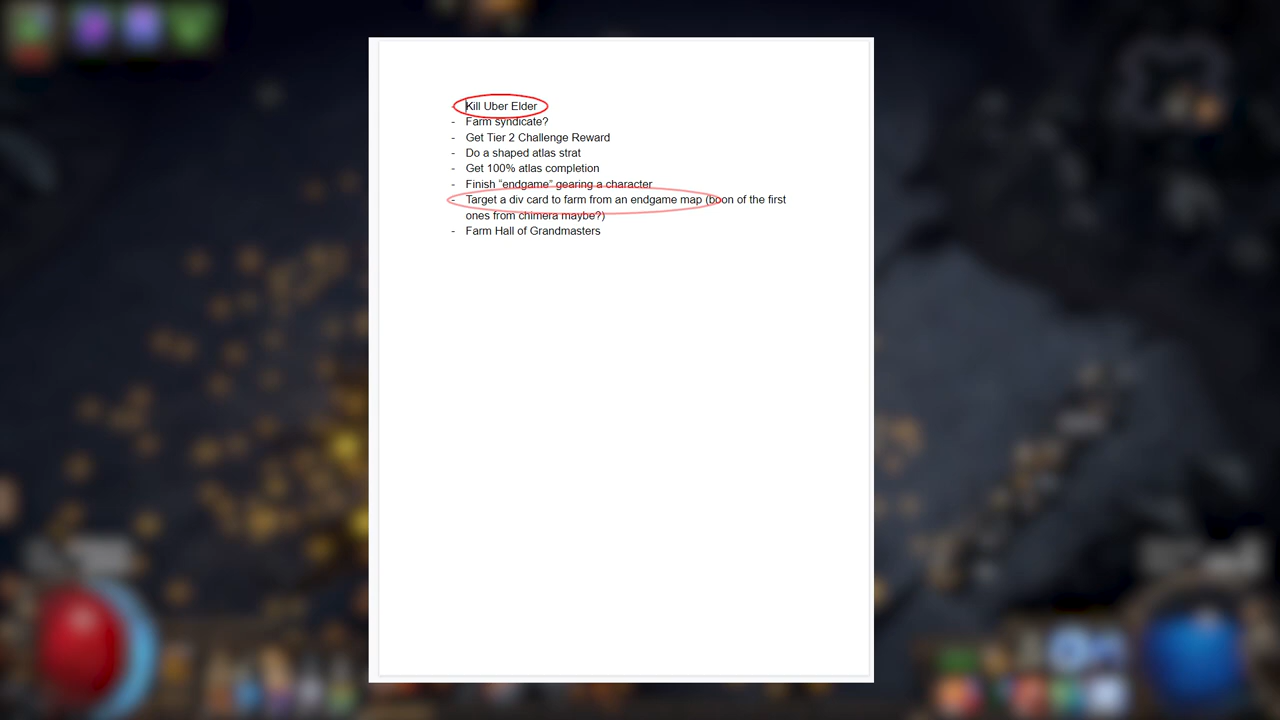 - Kill Uber Elder
- Farm syndicate?
- Get Tier 2 Challenge Reward
- Do a shaped atlas strat
- Get 100% atlas completion
- Finish “endgame” gearing a character
- Target a div card to farm from an endgame map (boon of the first
ones from chimera maybe?)
- Farm Hall of Grandmasters